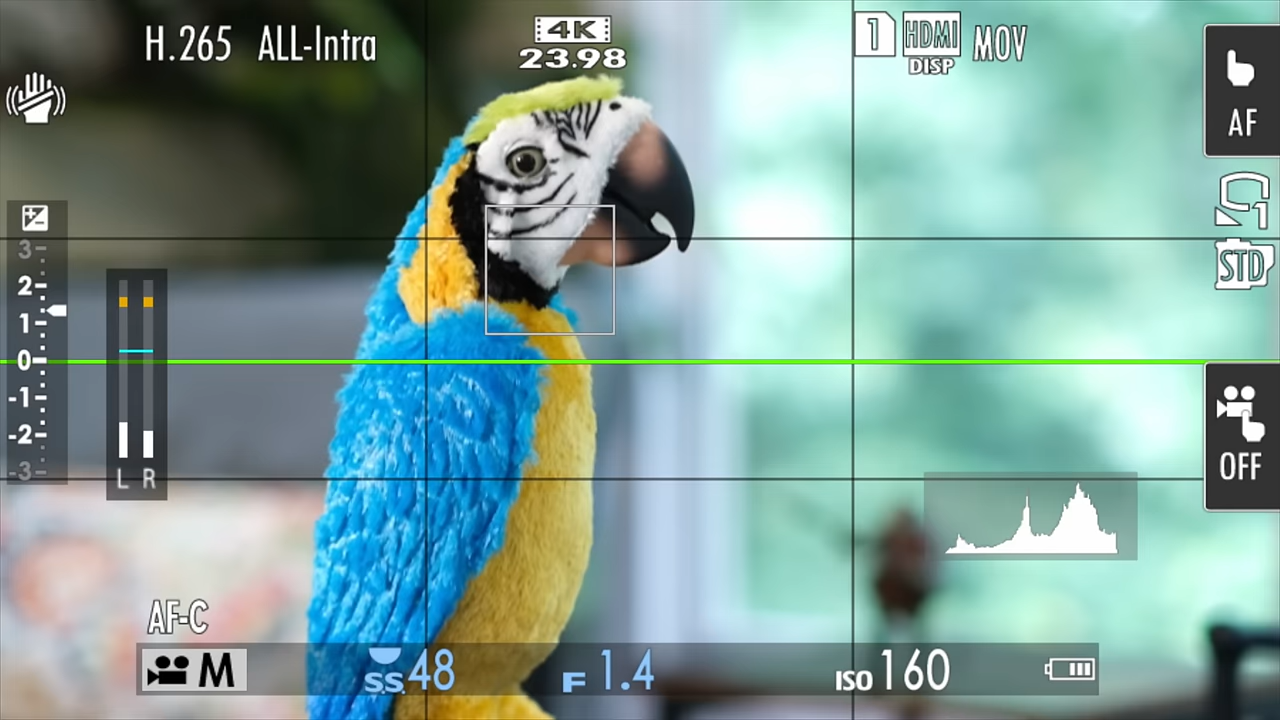 H.265 ALL-Intra
4K
23.98
1 HDMI MOV
DISP
AF
1
STD
3
2
1
0
-1
-2
-3
L R
OFF
AF-C
M S.S. 48 F 1.4 ISO 160